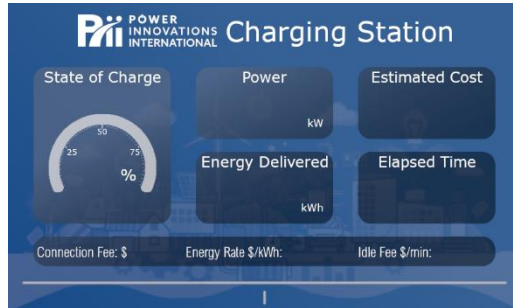 Pii POWER
INNOVATIONS
INTERNATIONAL
Charging Station
State of Charge
50
25 75
%
Power
kW
Estimated Cost
Energy Delivered
kWh
Elapsed Time
Connection Fee: $ Energy Rate $/kWh: Idle Fee $/min: